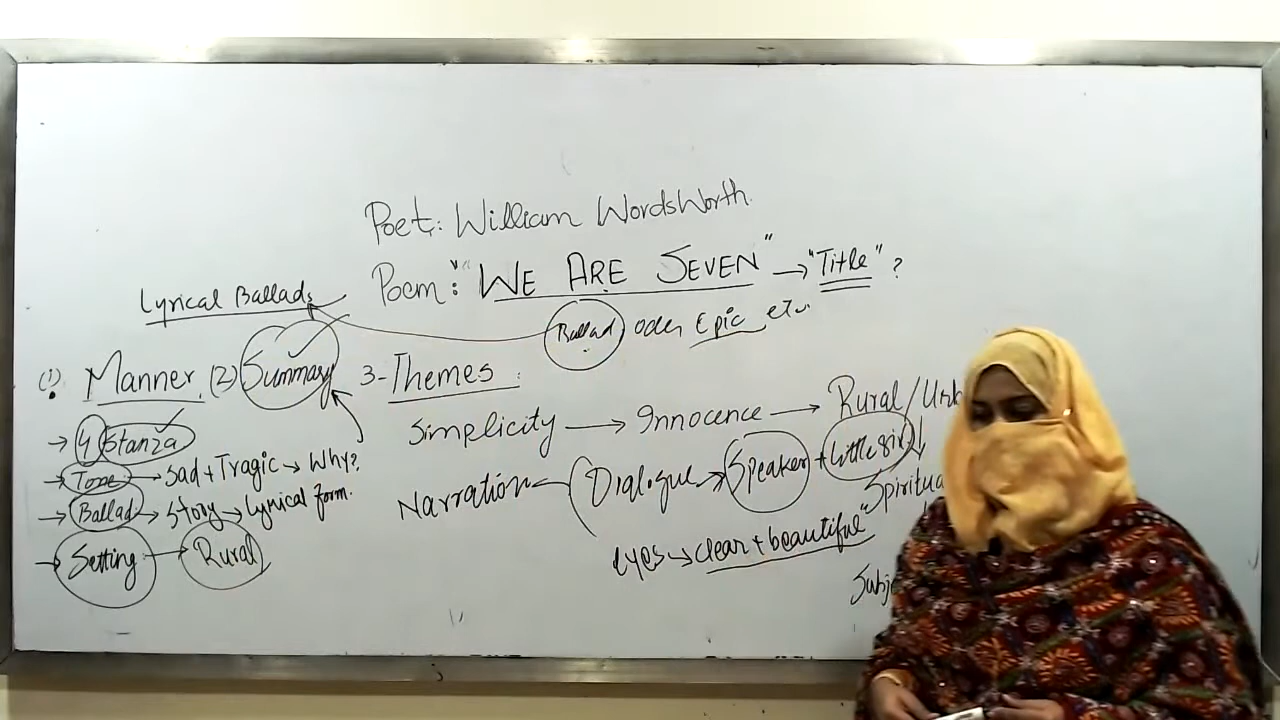 Poet: William Wordsworth.
Poem: "WE ARE SEVEN" → "Title" ?
Lyrical Ballads
Ballad odes Epic etc.
(1) Manner (2) Summary 3- Themes
Simplicity → Innocence → Rural/Urb
→ 4 Stanza
→ Tone → Sad + Tragic → Why?
→ Ballad → Story → Lyrical form.
→ Setting → Rural
Narration Dialogue → Speaker + Little girl
Spiritua
eyes → clear + beautiful"
Subje